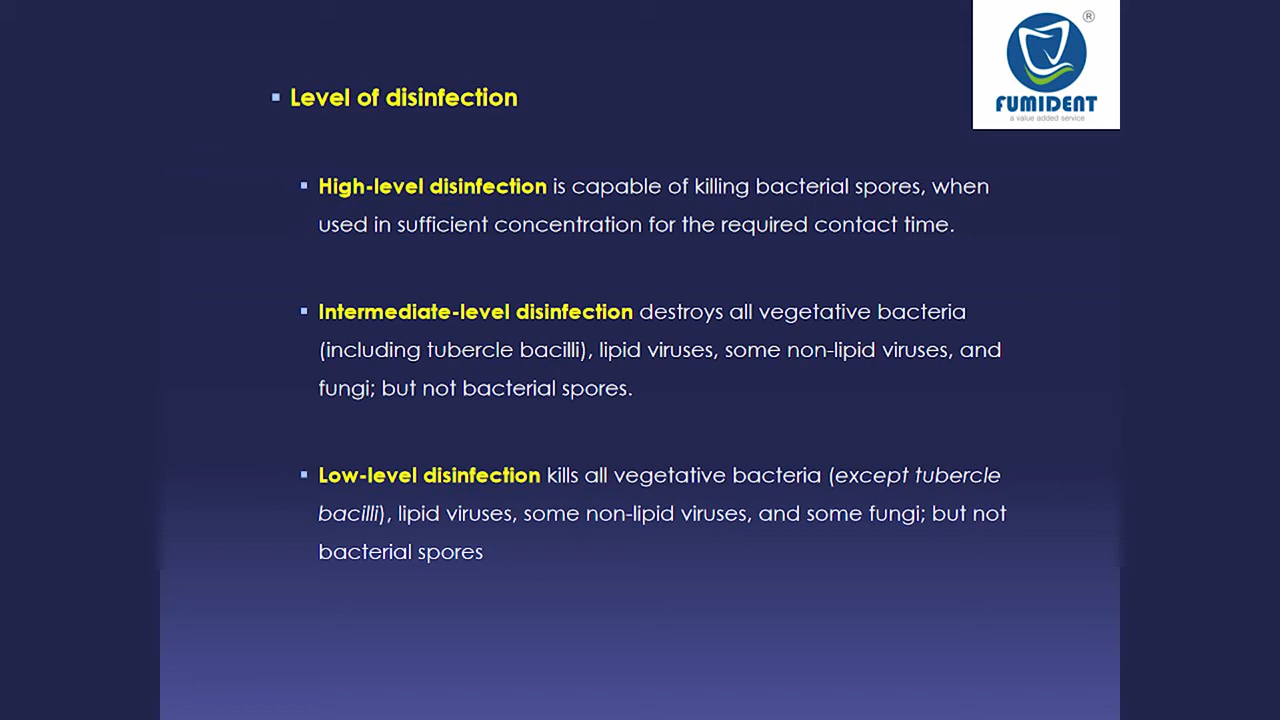 ®
FUMIDENT
a value added service
▪ Level of disinfection
▪ High-level disinfection is capable of killing bacterial spores, when
used in sufficient concentration for the required contact time.
▪ Intermediate-level disinfection destroys all vegetative bacteria
(including tubercle bacilli), lipid viruses, some non-lipid viruses, and
fungi; but not bacterial spores.
▪ Low-level disinfection kills all vegetative bacteria (except tubercle
bacilli), lipid viruses, some non-lipid viruses, and some fungi; but not
bacterial spores